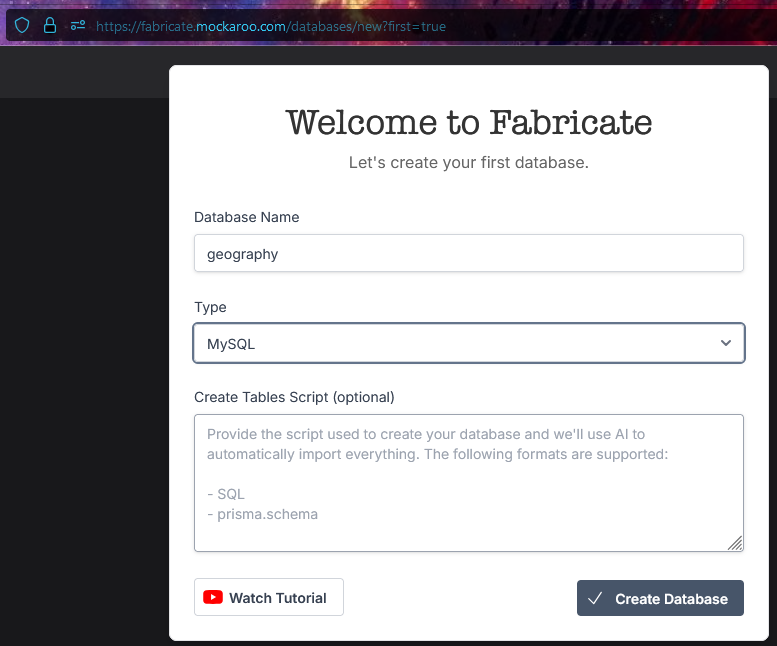 https://fabricate.mockaroo.com/databases/new?first=true
Welcome to Fabricate
Let's create your first database.
Database Name
geography
Type
MySQL
Create Tables Script (optional)
Provide the script used to create your database and we'll use AI to
automatically import everything. The following formats are supported:
- SQL
- prisma.schema
Watch Tutorial
Create Database